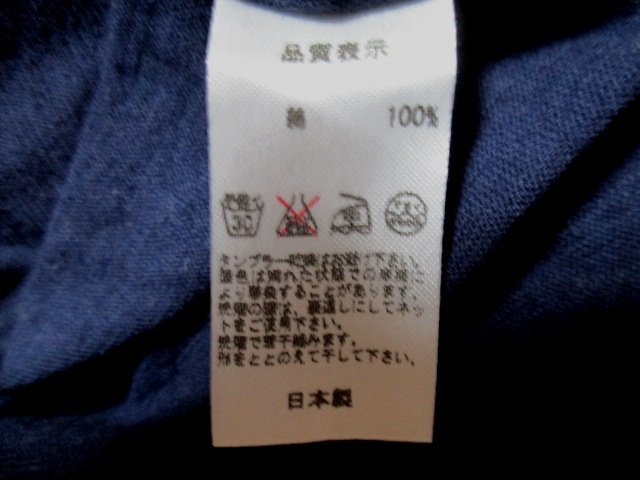 品質表示
綿 100%
30
タンブラー乾燥はお避け下さい。
濃色は濡れた状態での摩擦に
より移染することがあります。
洗濯の際は、裏返しにしてネッ
トをご使用下さい。
洗濯で若干縮みます。
形をととのえて干して下さい。
日本製